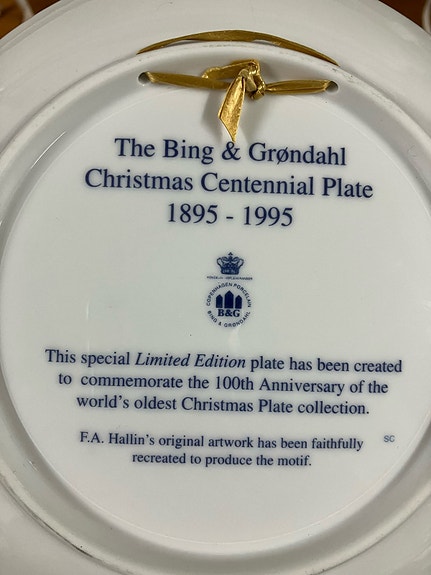 The Bing & Grøndahl
Christmas Centennial Plate
1895 - 1995
COPENHAGEN PORCELAIN
B&G
BING & GRØNDAHL
This special Limited Edition plate has been created
to commemorate the 100th Anniversary of the
world's oldest Christmas Plate collection.
F.A. Hallin's original artwork has been faithfully
recreated to produce the motif.
SC